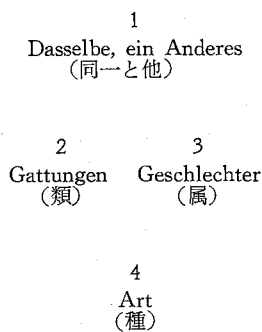 1
Dasselbe, ein Anderes
(同一と他)
2 3
Gattungen Geschlechter
(類) (属)
4
Art
(種)